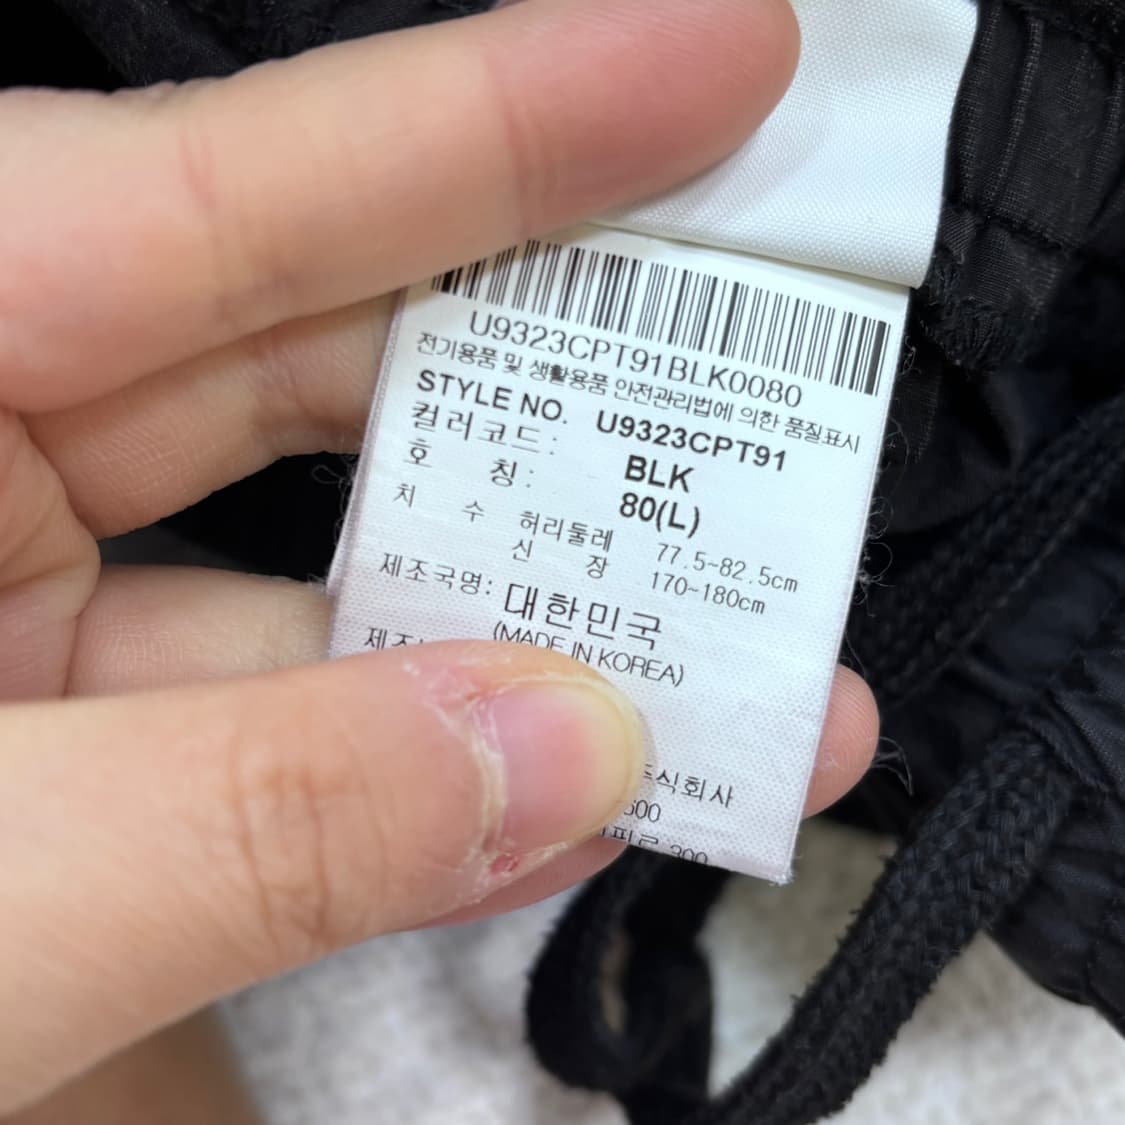 U9323CPT91BLK0080
전기용품 및 생활용품 안전관리법에 의한 품질표시
STYLE NO. U9323CPT91
컬러코드: BLK
호 칭: 80(L)
치 수 허리둘레 77.5~82.5cm
신 장 170~180cm
제조국명: 대한민국
(MADE IN KOREA)
주식회사
600
300